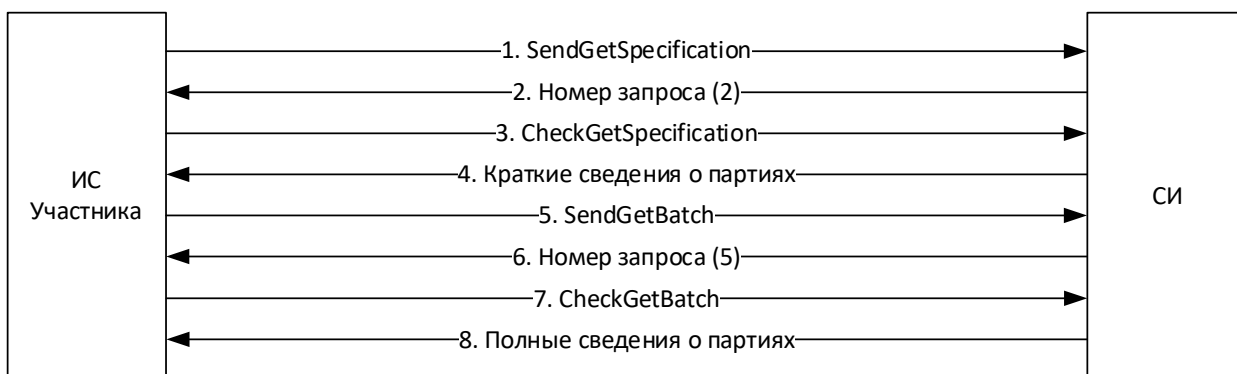 1. SendGetSpecification
2. Номер запроса (2)
3. CheckGetSpecification
4. Краткие сведения о партиях
ИС
Участника
СИ
5. SendGetBatch
6. Номер запроса (5)
7. CheckGetBatch
8. Полные сведения о партиях